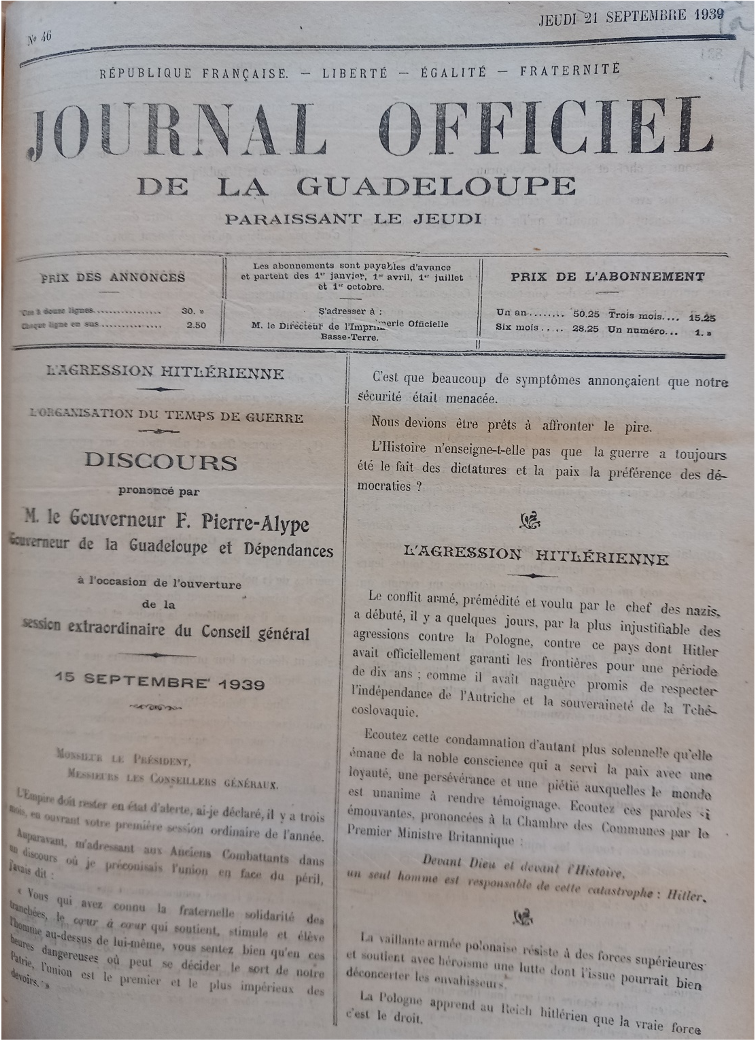 No 46
JEUDI 21 SEPTEMBRE 1939
RÉPUBLIQUE FRANÇAISE. — LIBERTÉ — ÉGALITÉ — FRATERNITÉ
JOURNAL OFFICIEL
DE LA GUADELOUPE
PARAISSANT LE JEUDI
PRIX DES ANNONCES
Une à douze lignes................ 30. »
Chaque ligne en sus ............. 2.50
Les abonnements sont payables d'avance
et partent des 1er janvier, 1er avril, 1er juillet
et 1er octobre.
S'adresser à :
M. le Directeur de l'Imprimerie Officielle
Basse-Terre.
PRIX DE L'ABONNEMENT
Un an........ 50.25 Trois mois.... 15.25
Six mois .... 28.25 Un numéro... 1. »
L'AGRESSION HITLÉRIENNE
L'ORGANISATION DU TEMPS DE GUERRE
DISCOURS
prononcé par
M. le Gouverneur F. Pierre-Alype
Gouverneur de la Guadeloupe et Dépendances
à l'occasion de l'ouverture
de la
session extraordinaire du Conseil général
15 SEPTEMBRE 1939
MONSIEUR LE PRÉSIDENT,
MESSIEURS LES CONSEILLERS GÉNÉRAUX.
L'Empire doit rester en état d'alerte, ai-je déclaré, il y a trois
mois, en ouvrant votre première session ordinaire de l'année.
Auparavant, m'adressant aux Anciens Combattants dans
un discours où je préconisais l'union en face du péril,
j'avais dit :
« Vous qui avez connu la fraternelle solidarité des
tranchées, le cœur à cœur qui soutient, stimule et élève
l'homme au-dessus de lui-même, vous sentez bien qu'en ces
heures dangereuses où peut se décider le sort de notre
Patrie, l'union est le premier et le plus impérieux des
devoirs. »
C'est que beaucoup de symptômes annonçaient que notre
sécurité était menacée.
Nous devions être prêts à affronter le pire.
L'Histoire n'enseigne-t-elle pas que la guerre a toujours
été le fait des dictatures et la paix la préférence des dé-
mocraties ?
L'AGRESSION HITLÉRIENNE
Le conflit armé, prémédité et voulu par le chef des nazis,
a débuté, il y a quelques jours, par la plus injustifiable des
agressions contre la Pologne, contre ce pays dont Hitler
avait officiellement garanti les frontières pour une période
de dix ans ; comme il avait naguère promis de respecter
l'indépendance de l'Autriche et la souveraineté de la Tché-
coslovaquie.
Ecoutez cette condamnation d'autant plus solennelle qu'elle
émane de la noble conscience qui a servi la paix avec une
loyauté, une persévérance et une piétié auxquelles le monde
est unanime à rendre témoignage. Ecoutez ces paroles si
émouvantes, prononcées à la Chambre des Communes par le
Premier Ministre Britannique :
Devant Dieu et devant l'Histoire,
un seul homme est responsable de cette catastrophe : Hitler.
La vaillante armée polonaise résiste à des forces supérieures
et soutient avec héroïsme une lutte dont l'issue pourrait bien
déconcerter les envahisseurs.
La Pologne apprend au Reich hitlérien que la vraie force
c'est le droit.